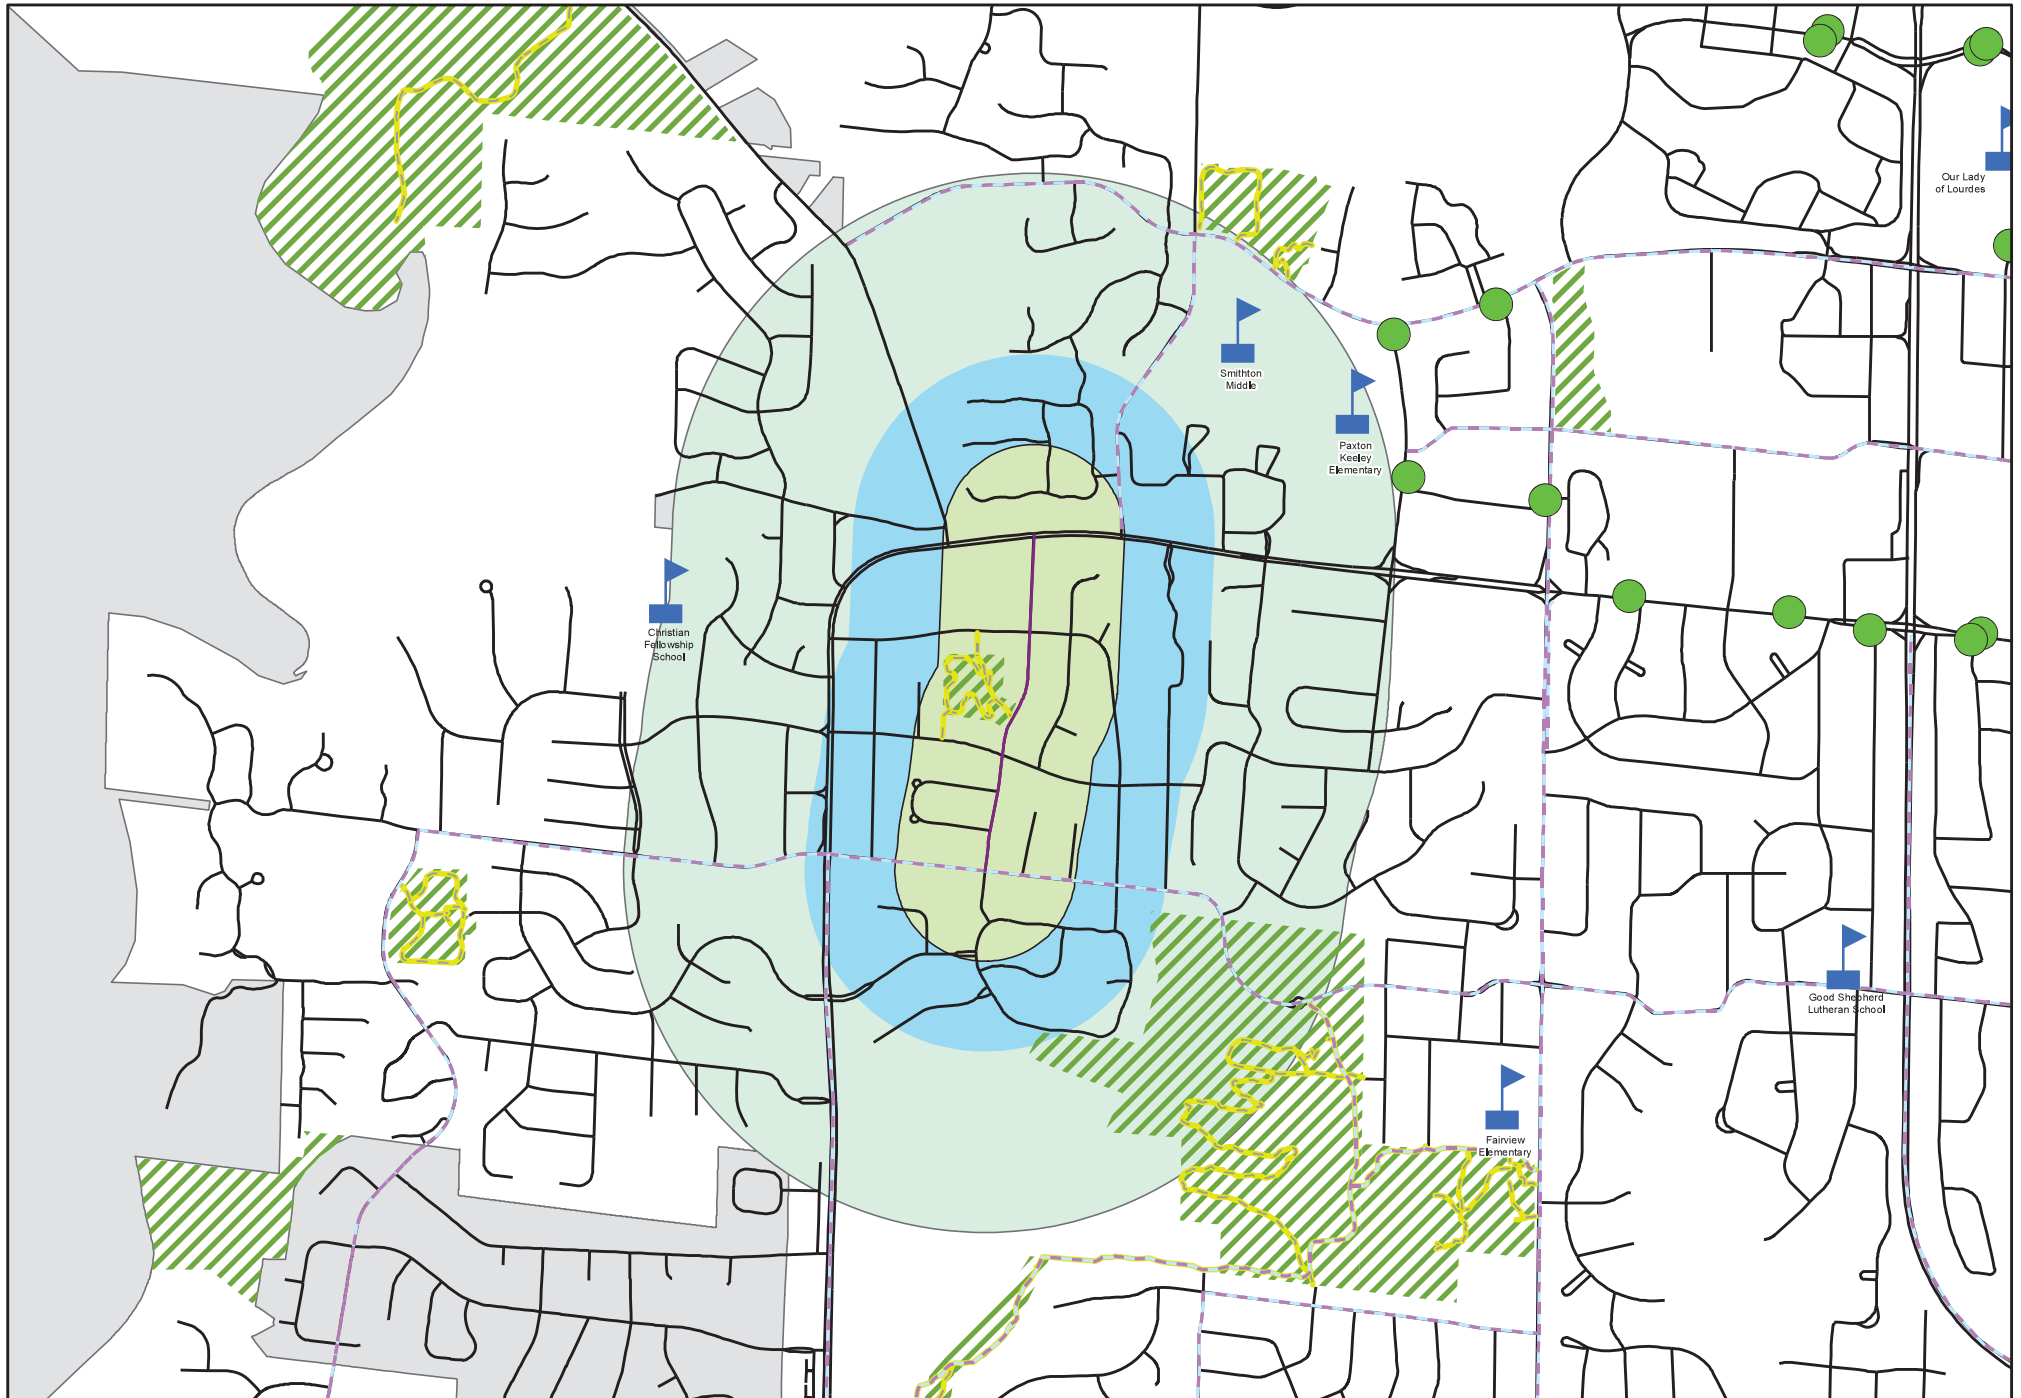 Our Lady
of Lourdes
Smithton
Middle
Paxton
Keeley
Elementary
Christian
Fellowship
School
Good Shepherd
Lutheran School
Fairview
Elementary